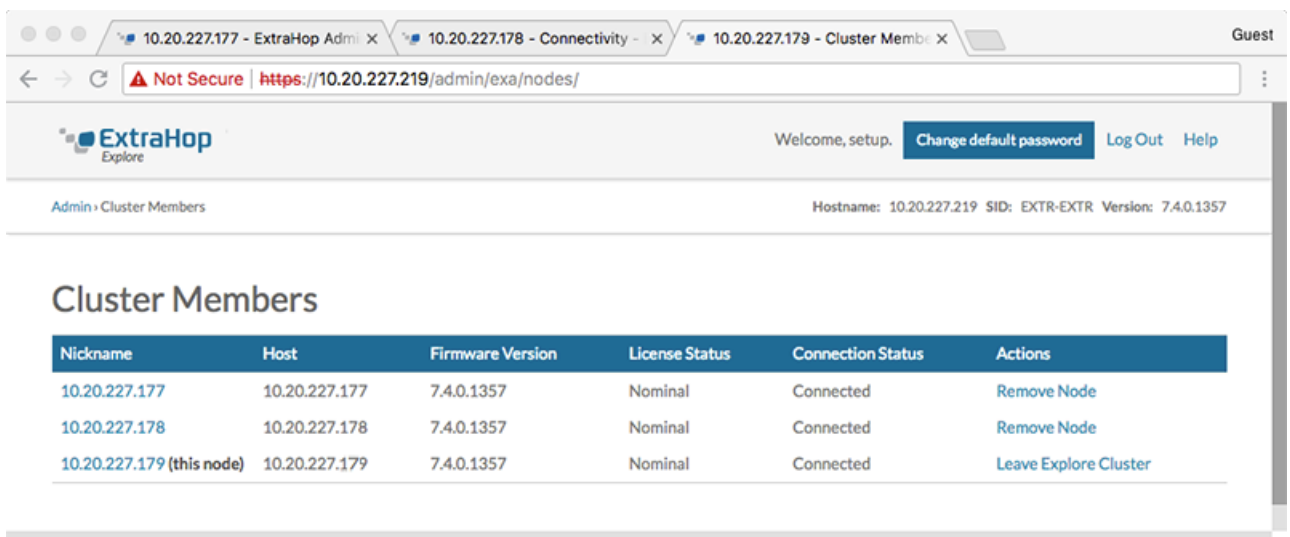 10.20.227.177 - ExtraHop Admi
10.20.227.178 - Connectivity -
10.20.227.179 - Cluster Membe
Guest
Not Secure | https://10.20.227.219/admin/exa/nodes/
ExtraHop
Explore
Welcome, setup. Change default password Log Out Help
Admin › Cluster Members
Hostname: 10.20.227.219 SID: EXTR-EXTR Version: 7.4.0.1357
Cluster Members
Nickname Host Firmware Version License Status Connection Status Actions
10.20.227.177 10.20.227.177 7.4.0.1357 Nominal Connected Remove Node
10.20.227.178 10.20.227.178 7.4.0.1357 Nominal Connected Remove Node
10.20.227.179 (this node) 10.20.227.179 7.4.0.1357 Nominal Connected Leave Explore Cluster